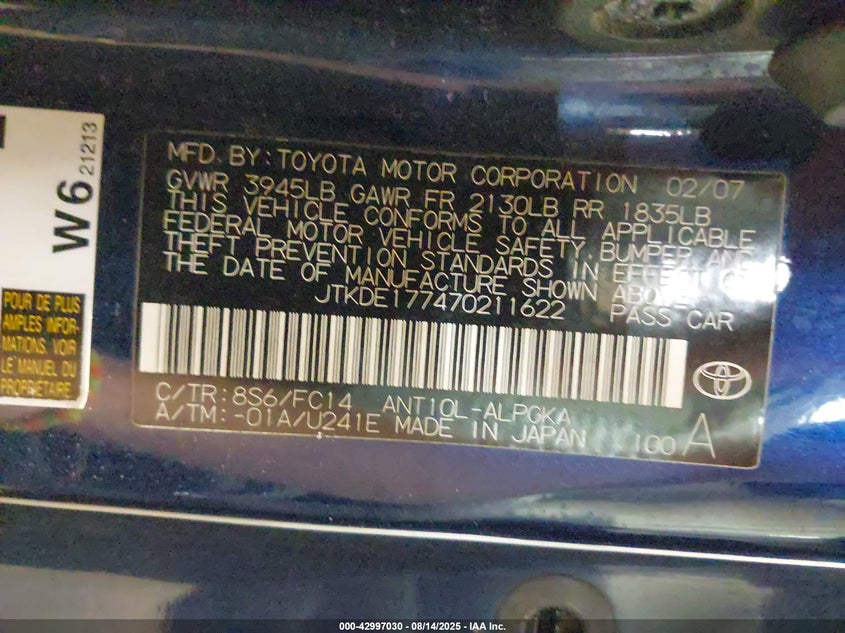 W6 21213
POUR DE PLUS
AMPLES INFOR-
MATIONS, VOIR
LE MANUEL DU
PROPRIETAIRE
MFD. BY: TOYOTA MOTOR CORPORATION 02/07
GVWR 3945LB GAWR FR 2130LB RR 1835LB
THIS VEHICLE CONFORMS TO ALL APPLICABLE
FEDERAL MOTOR VEHICLE SAFETY, BUMPER AND
THEFT PREVENTION STANDARDS IN EFFECT ON
THE DATE OF MANUFACTURE SHOWN ABOVE.
JTKDE177470211622 PASS CAR
C/TR: 8S6/FC14 ANT10L-ALPGKA
A/TM: -01A/U241E MADE IN JAPAN 100 A
000-42997030 - 08/14/2025 - IAA Inc.